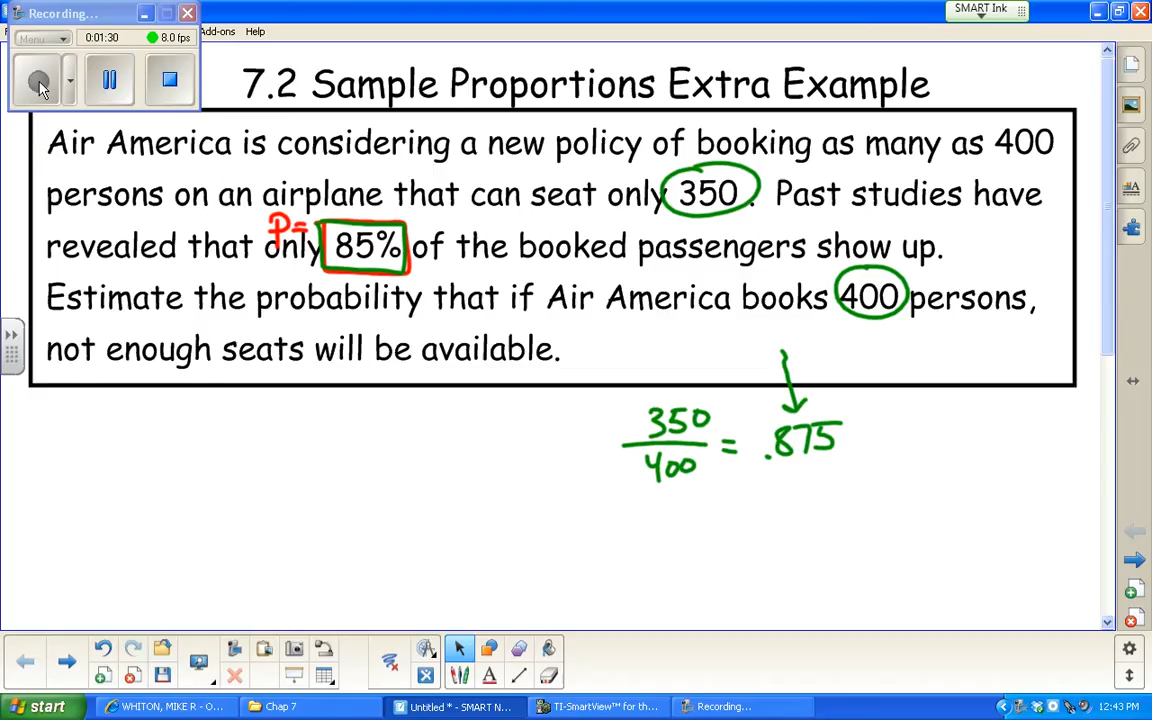 Recording...
SMART Ink
Menu
0:01:30
8.0 fps
Add-ons
Help
7.2 Sample Proportions Extra Example
Air America is considering a new policy of booking as many as 400
persons on an airplane that can seat only 350. Past studies have
P=
revealed that only 85% of the booked passengers show up.
Estimate the probability that if Air America books 400 persons,
not enough seats will be available.
350
400
= .875
start
WHITON, MIKE R - O...
Chap 7
Untitled * - SMART N...
TI-SmartView™ for th...
Recording...
12:43 PM